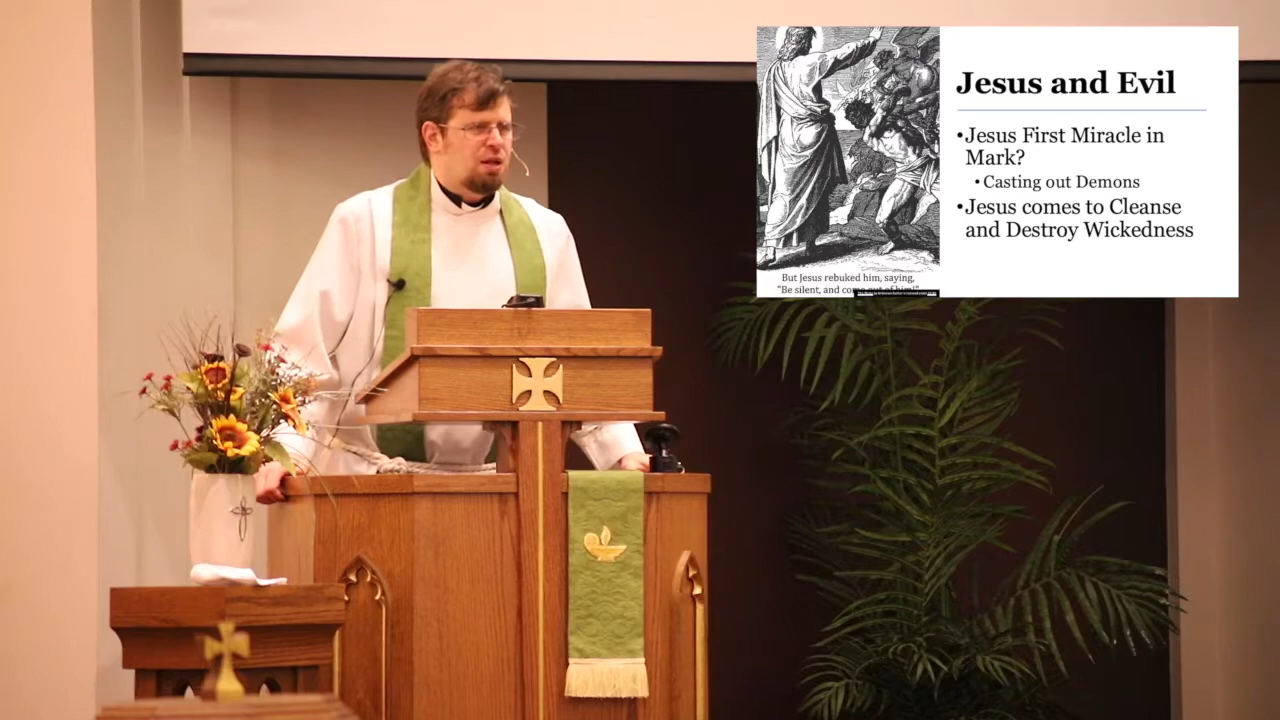 Jesus and Evil
•Jesus First Miracle in
Mark?
•Casting out Demons
•Jesus comes to Cleanse
and Destroy Wickedness
But Jesus rebuked him, saying,
"Be silent, and come out of him!"